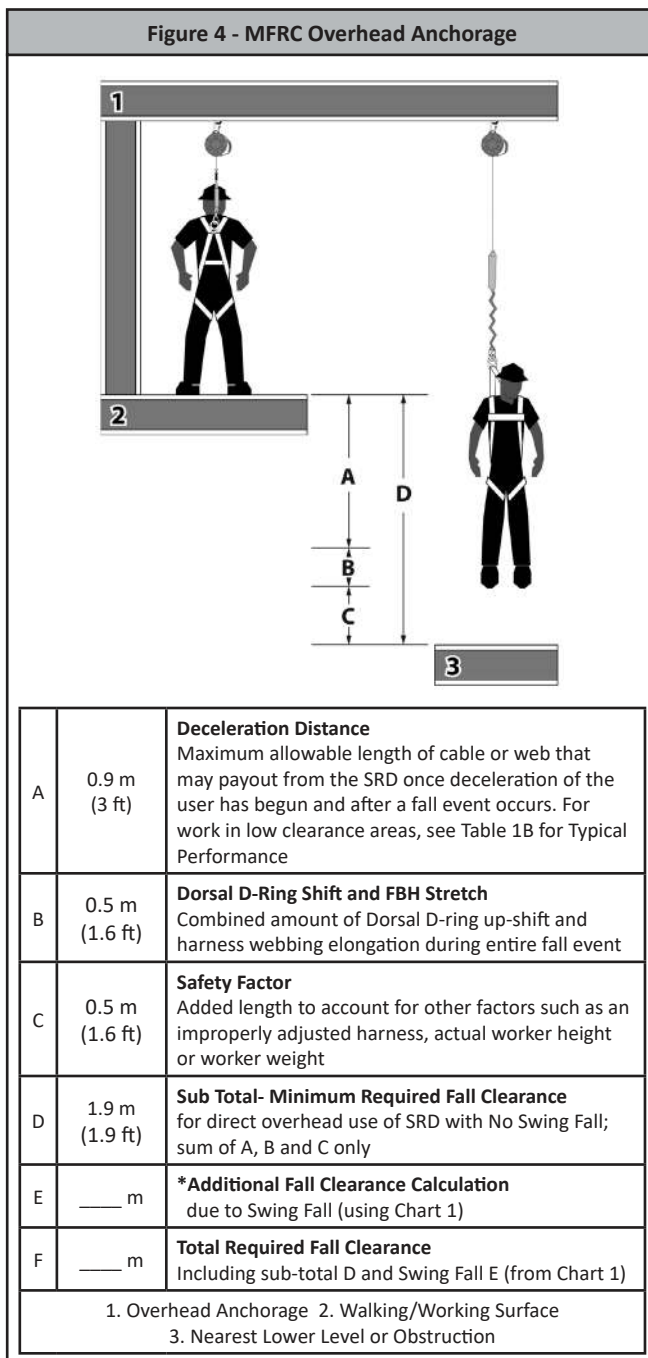 Figure 4 - MFRC Overhead Anchorage
1
2
A
D
B
C
3
A
0.9 m
(3 ft)
Deceleration Distance
Maximum allowable length of cable or web that
may payout from the SRD once deceleration of the
user has begun and after a fall event occurs. For
work in low clearance areas, see Table 1B for Typical
Performance
B
0.5 m
(1.6 ft)
Dorsal D-Ring Shift and FBH Stretch
Combined amount of Dorsal D-ring up-shift and
harness webbing elongation during entire fall event
C
0.5 m
(1.6 ft)
Safety Factor
Added length to account for other factors such as an
improperly adjusted harness, actual worker height
or worker weight
D
1.9 m
(1.9 ft)
Sub Total- Minimum Required Fall Clearance
for direct overhead use of SRD with No Swing Fall;
sum of A, B and C only
E
____ m
*Additional Fall Clearance Calculation
due to Swing Fall (using Chart 1)
F
____ m
Total Required Fall Clearance
Including sub-total D and Swing Fall E (from Chart 1)
1. Overhead Anchorage 2. Walking/Working Surface
3. Nearest Lower Level or Obstruction